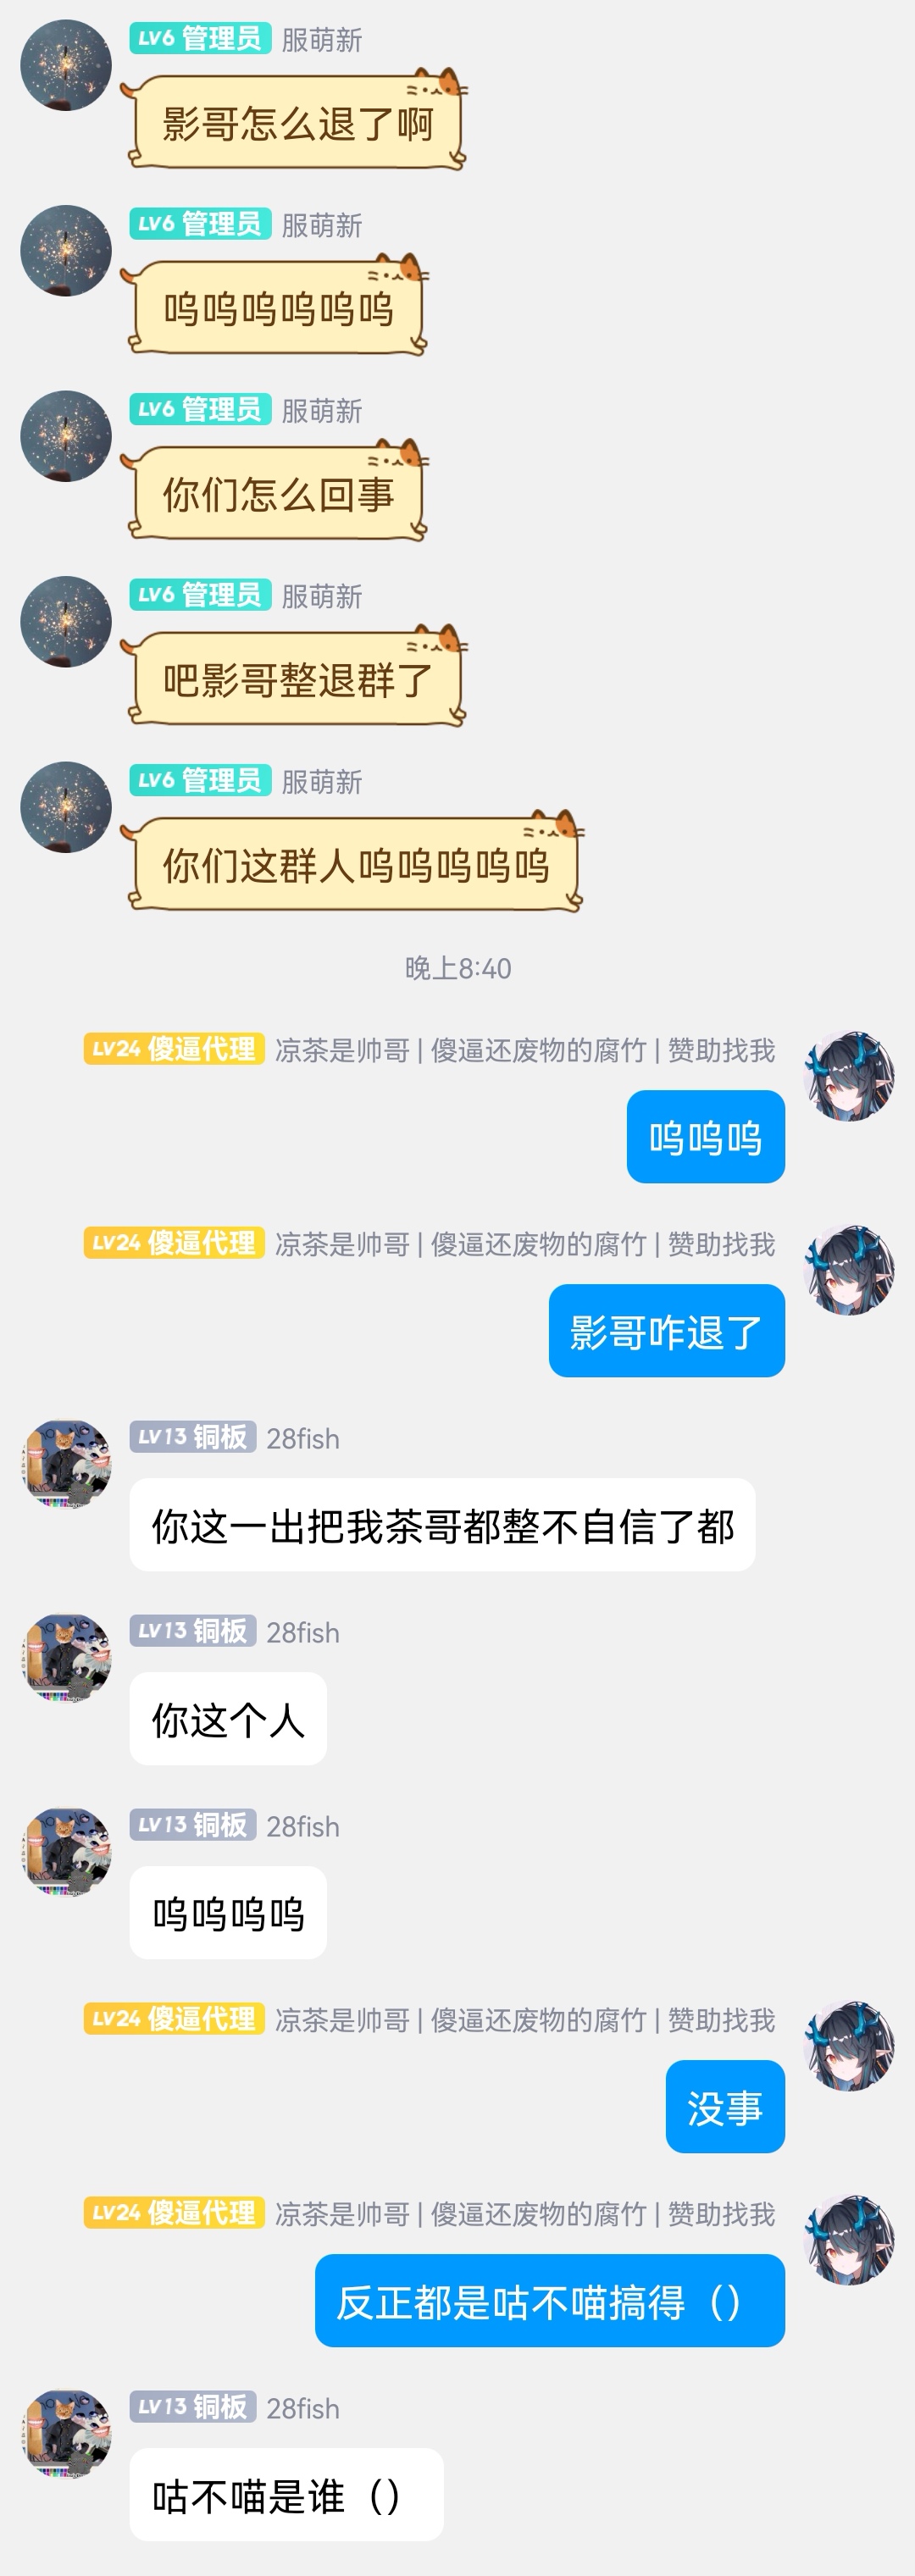 LV6 管理员 服萌新
影哥怎么退了啊
LV6 管理员 服萌新
呜呜呜呜呜呜
LV6 管理员 服萌新
你们怎么回事
LV6 管理员 服萌新
吧影哥整退群了
LV6 管理员 服萌新
你们这群人呜呜呜呜呜
晚上8:40
LV24 傻逼代理 凉茶是帅哥 | 傻逼还废物的腐竹 | 赞助找我
呜呜呜
LV24 傻逼代理 凉茶是帅哥 | 傻逼还废物的腐竹 | 赞助找我
影哥咋退了
LV13 铜板 28fish
你这一出把我茶哥都整不自信了都
LV13 铜板 28fish
你这个人
LV13 铜板 28fish
呜呜呜呜
LV24 傻逼代理 凉茶是帅哥 | 傻逼还废物的腐竹 | 赞助找我
没事
LV24 傻逼代理 凉茶是帅哥 | 傻逼还废物的腐竹 | 赞助找我
反正都是咕不喵搞得（）
LV13 铜板 28fish
咕不喵是谁（）